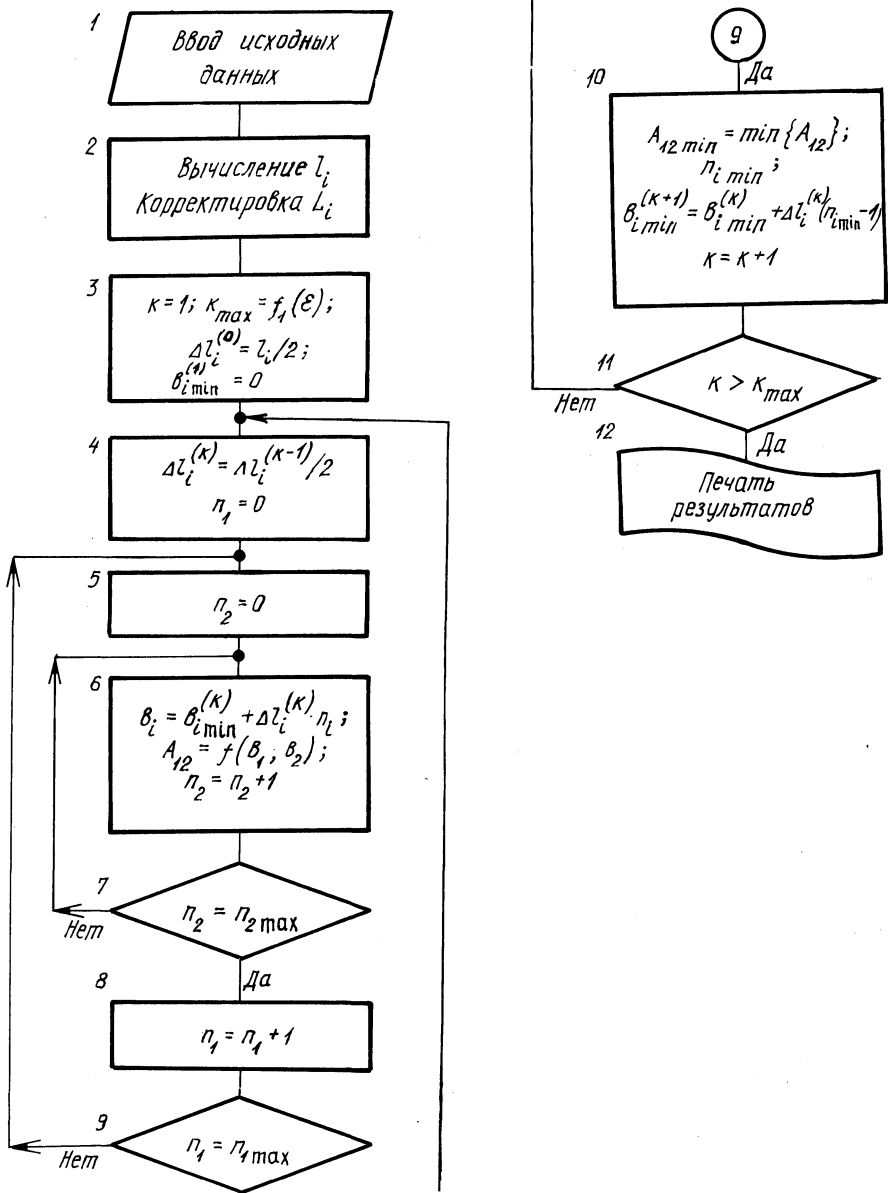 1
Ввод исходных
данных
2
Вычисление l_i
Корректировка L_i
3
к = 1; к_max = f_1(ε);
Δl_i^(0) = l_i/2;
в_i min^(1) = 0
4
Δl_i^(к) = Λl_i^(к-1)/2
n_1 = 0
5
n_2 = 0
6
в_i = в_i min^(к) + Δl_i^(к) · n_i;
A_12 = f(в_1, в_2);
n_2 = n_2 + 1
7
n_2 = n_2 max
Нет
Да
8
n_1 = n_1 + 1
9
n_1 = n_1 max
Нет
9
Да
10
A_12 min = min{A_12};
n_i min;
в_i min^(к+1) = в_i min^(к) + Δl_i^(к)(n_i min - 1)
к = к + 1
11
к > к_max
Нет
Да
12
Печать
результатов